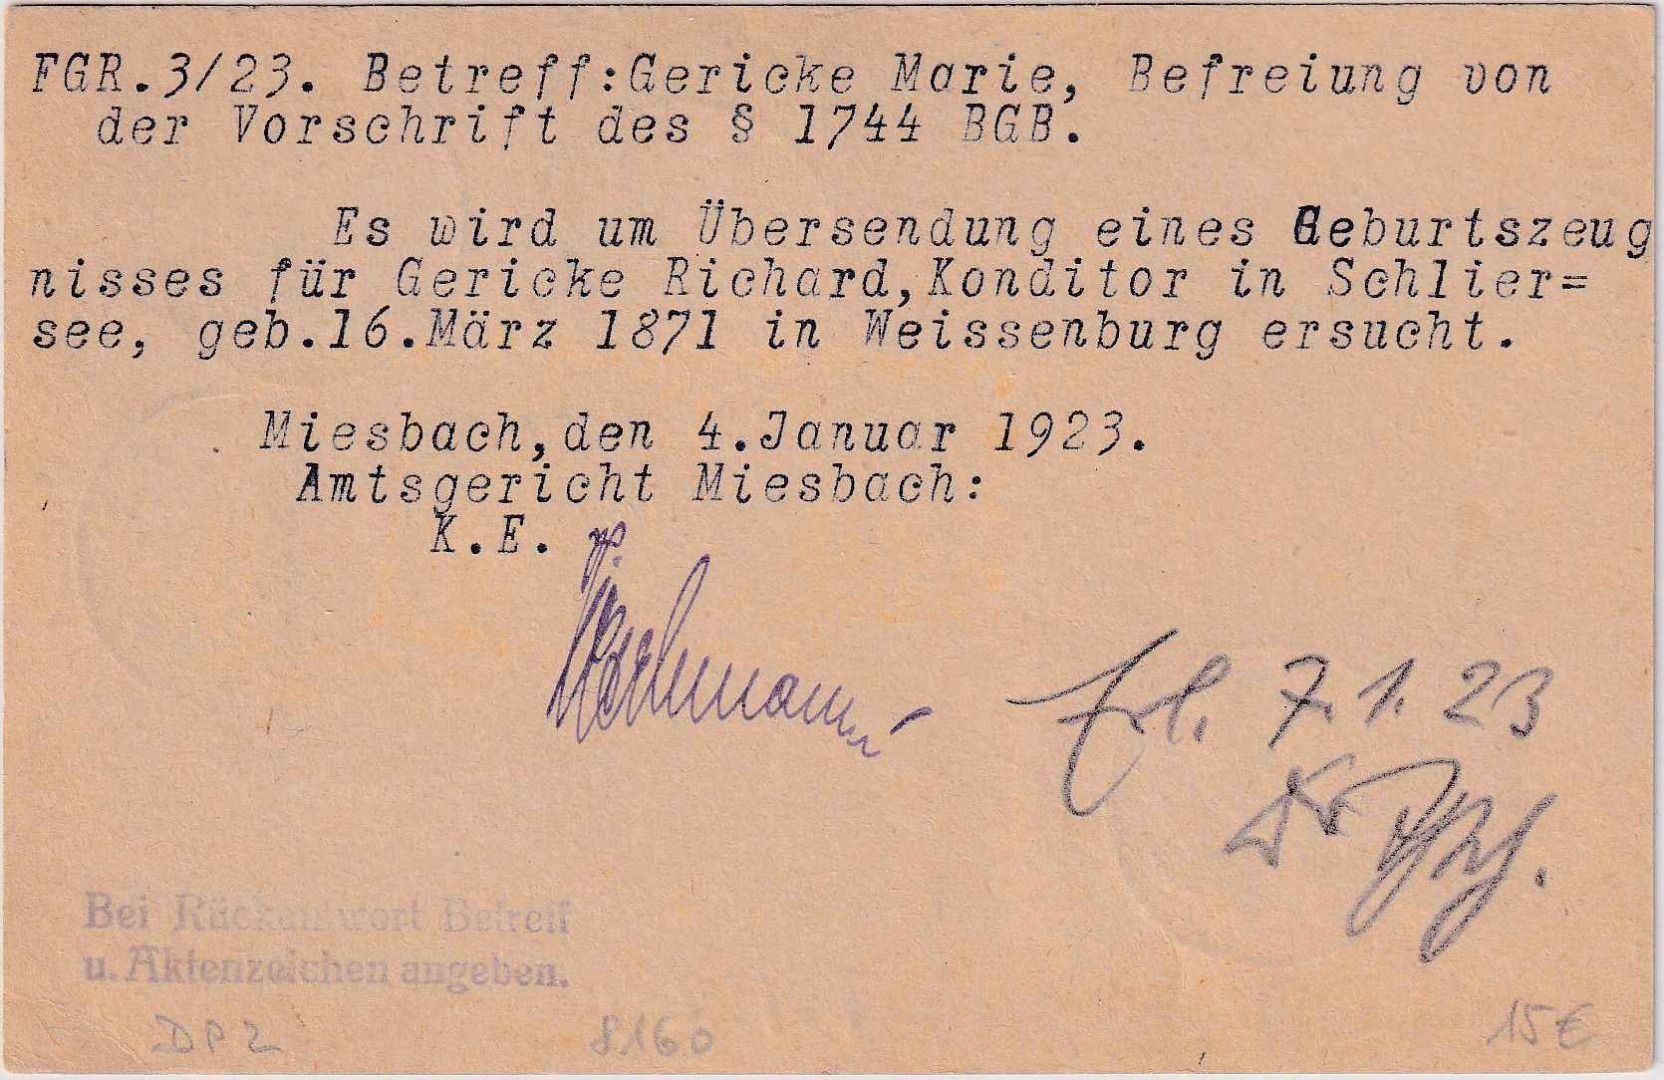 FGR.3/23. Betreff:Gericke Marie, Befreiung von
der Vorschrift des § 1744 BGB.
Es wird um Übersendung eines Geburtszeug
nisses für Gericke Richard,Konditor in Schlier=
see, geb.16.März 1871 in Weissenburg ersucht.
Miesbach,den 4.Januar 1923.
Amtsgericht Miesbach:
K.E.
Erl. 7.1.23
Dr
Bei Rückantwort Betreff
u. Aktenzeichen angeben.
DP2 8160 15€